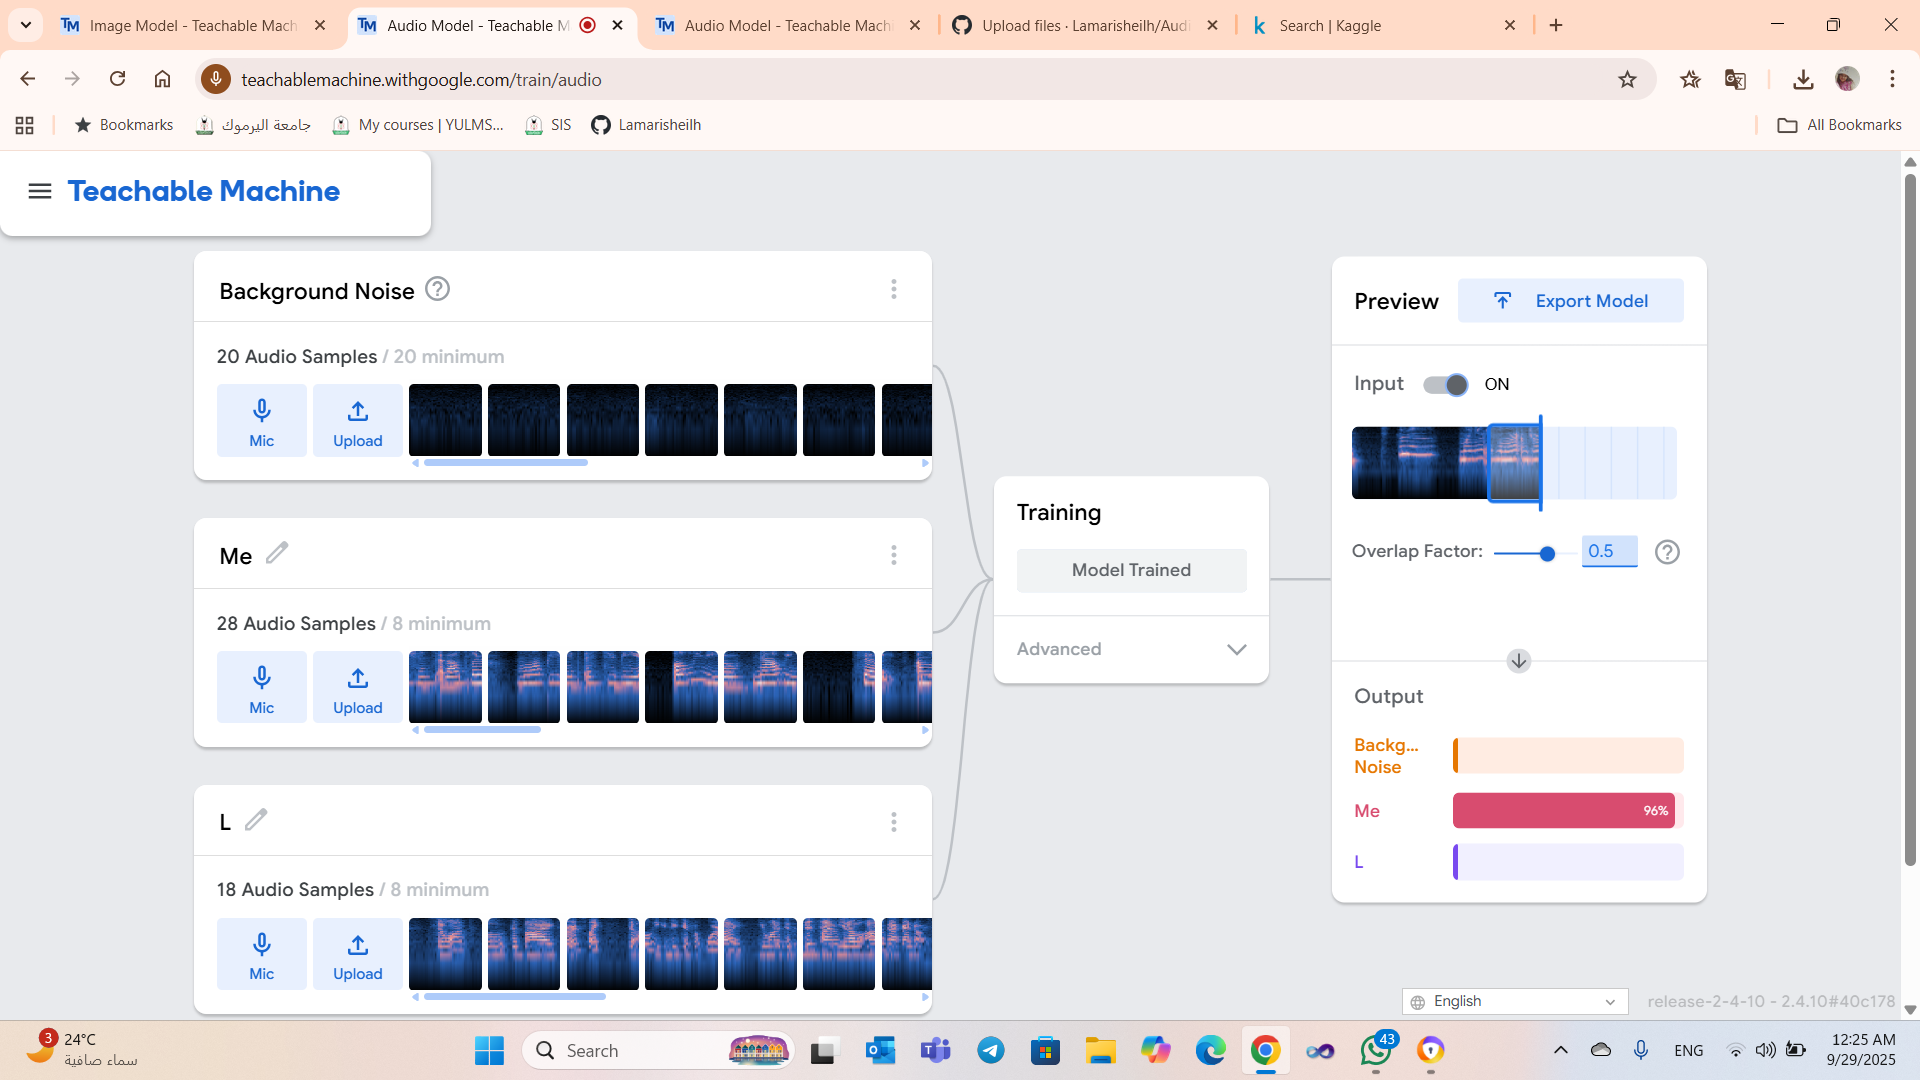 Image Model - Teachable Mach
Audio Model - Teachable M
Audio Model - Teachable Machi
Upload files · Lamarisheilh/Audi
Search | Kaggle
teachablemachine.withgoogle.com/train/audio
Bookmarks
جامعة اليرموك
My courses | YULMS...
SIS
Lamarisheilh
All Bookmarks
Teachable Machine
Background Noise
20 Audio Samples / 20 minimum
Mic
Upload
Me
28 Audio Samples / 8 minimum
Mic
Upload
L
18 Audio Samples / 8 minimum
Mic
Upload
Training
Model Trained
Advanced
Preview
Export Model
Input
ON
Overlap Factor:
0.5
Output
Backg...
Noise
Me
96%
L
English
release-2-4-10 - 2.4.10#40c178
3
24°C
سماء صافية
Search
43
ENG
12:25 AM
9/29/2025